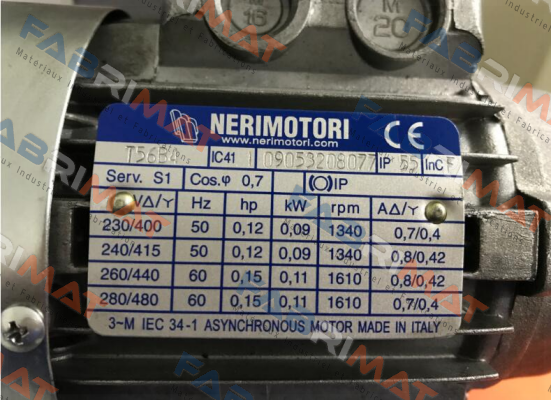 16
M
20
NERIMOTORI
www.nerimotori.com
CE
T56B4 IC41 09053208077 IP 55 InC F
Serv. S1 Cos.φ 0,7 IP
V△/Y Hz hp kW rpm A△/Y
230/400 50 0,12 0,09 1340 0,7/0,4
240/415 50 0,12 0,09 1340 0,8/0,42
260/440 60 0,15 0,11 1610 0,8/0,42
280/480 60 0,15 0,11 1610 0,7/0,4
3~M IEC 34-1 ASYNCHRONOUS MOTOR MADE IN ITALY
FABRIMAT